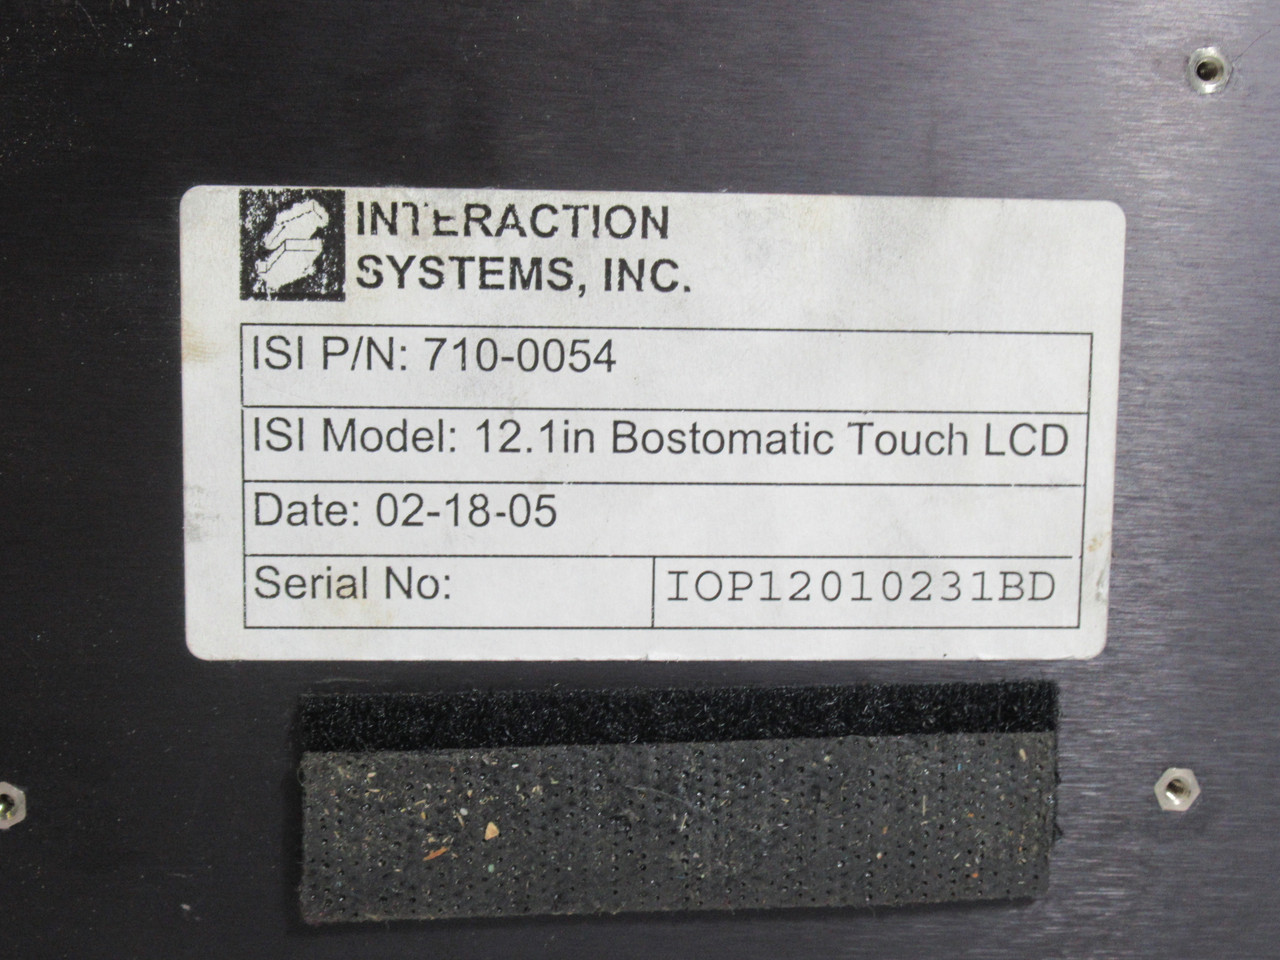 INTERACTION
SYSTEMS, INC.
ISI P/N: 710-0054
ISI Model: 12.1in Bostomatic Touch LCD
Date: 02-18-05
Serial No: IOP12010231BD